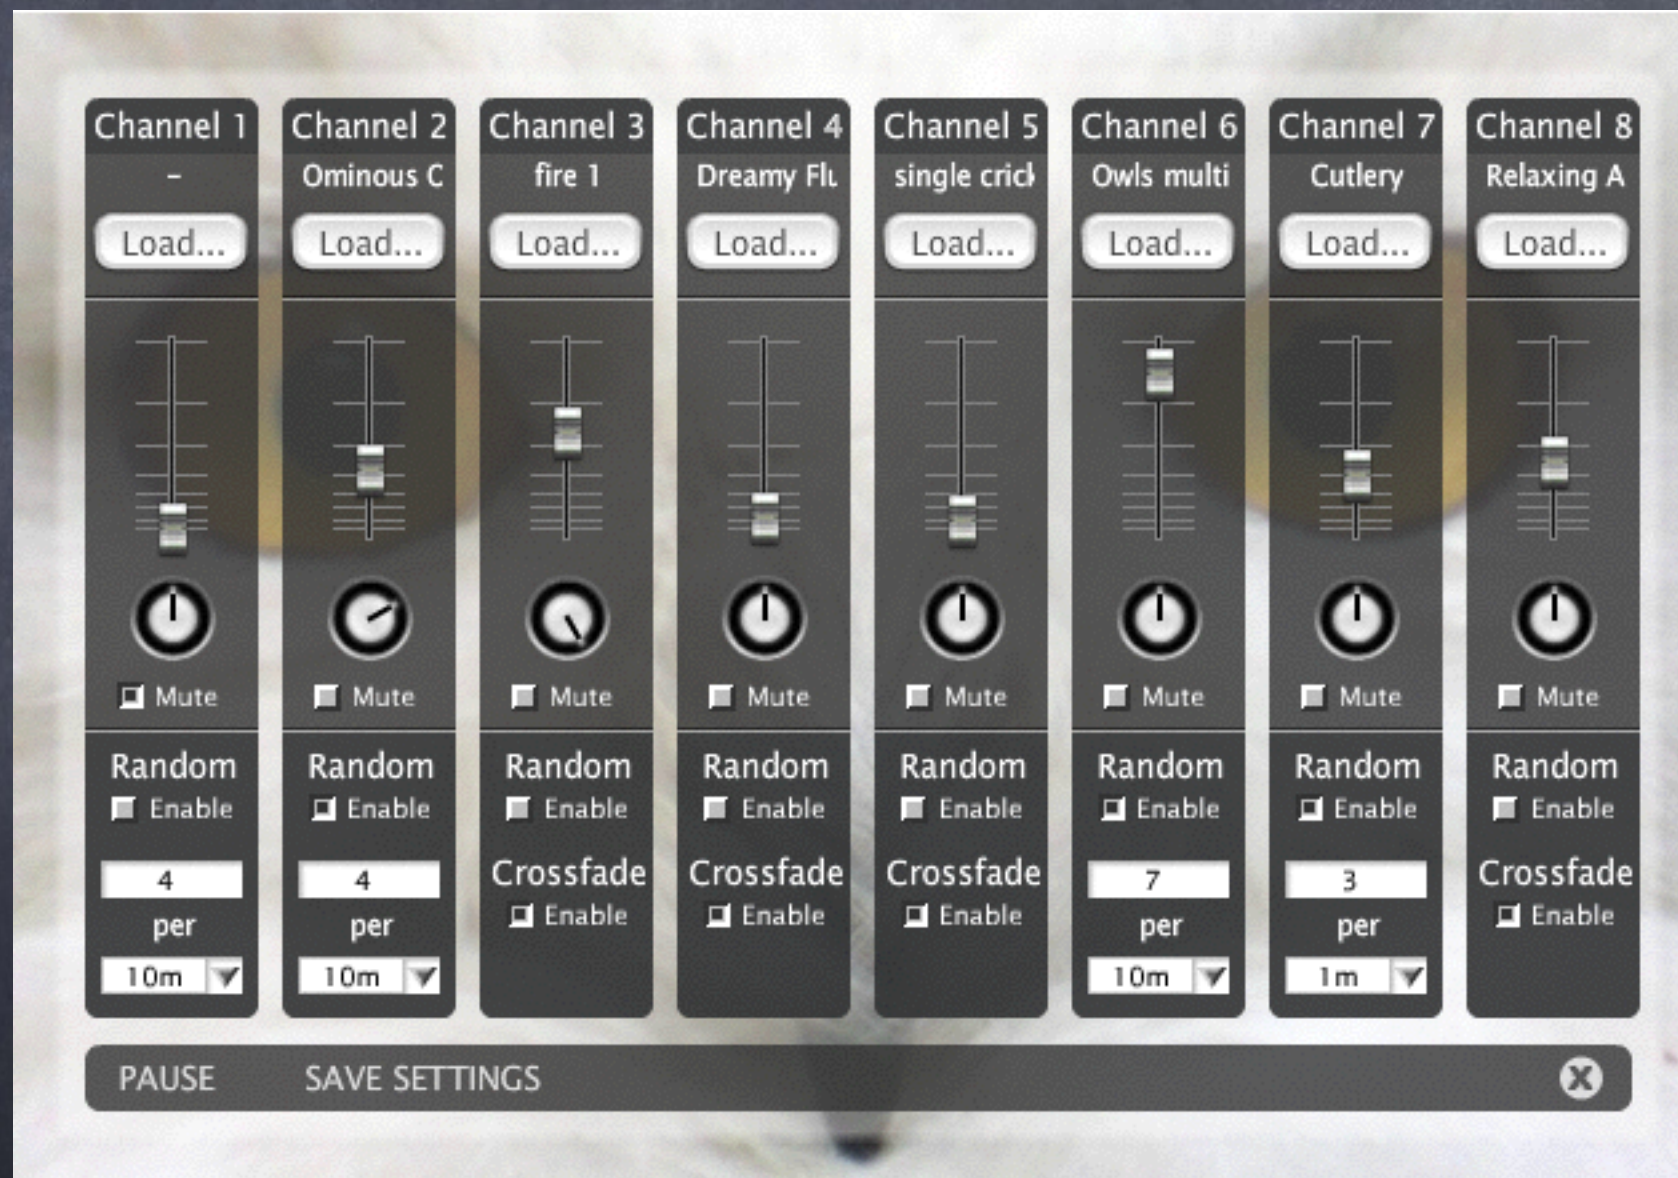 Channel 1
-
Load...
Mute
Random
Enable
4
per
10m
Channel 2
Ominous C
Load...
Mute
Random
Enable
4
per
10m
Channel 3
fire 1
Load...
Mute
Random
Enable
Crossfade
Enable
Channel 4
Dreamy Flu
Load...
Mute
Random
Enable
Crossfade
Enable
Channel 5
single crick
Load...
Mute
Random
Enable
Crossfade
Enable
Channel 6
Owls multi
Load...
Mute
Random
Enable
7
per
10m
Channel 7
Cutlery
Load...
Mute
Random
Enable
3
per
1m
Channel 8
Relaxing A
Load...
Mute
Random
Enable
Crossfade
Enable
PAUSE
SAVE SETTINGS
X